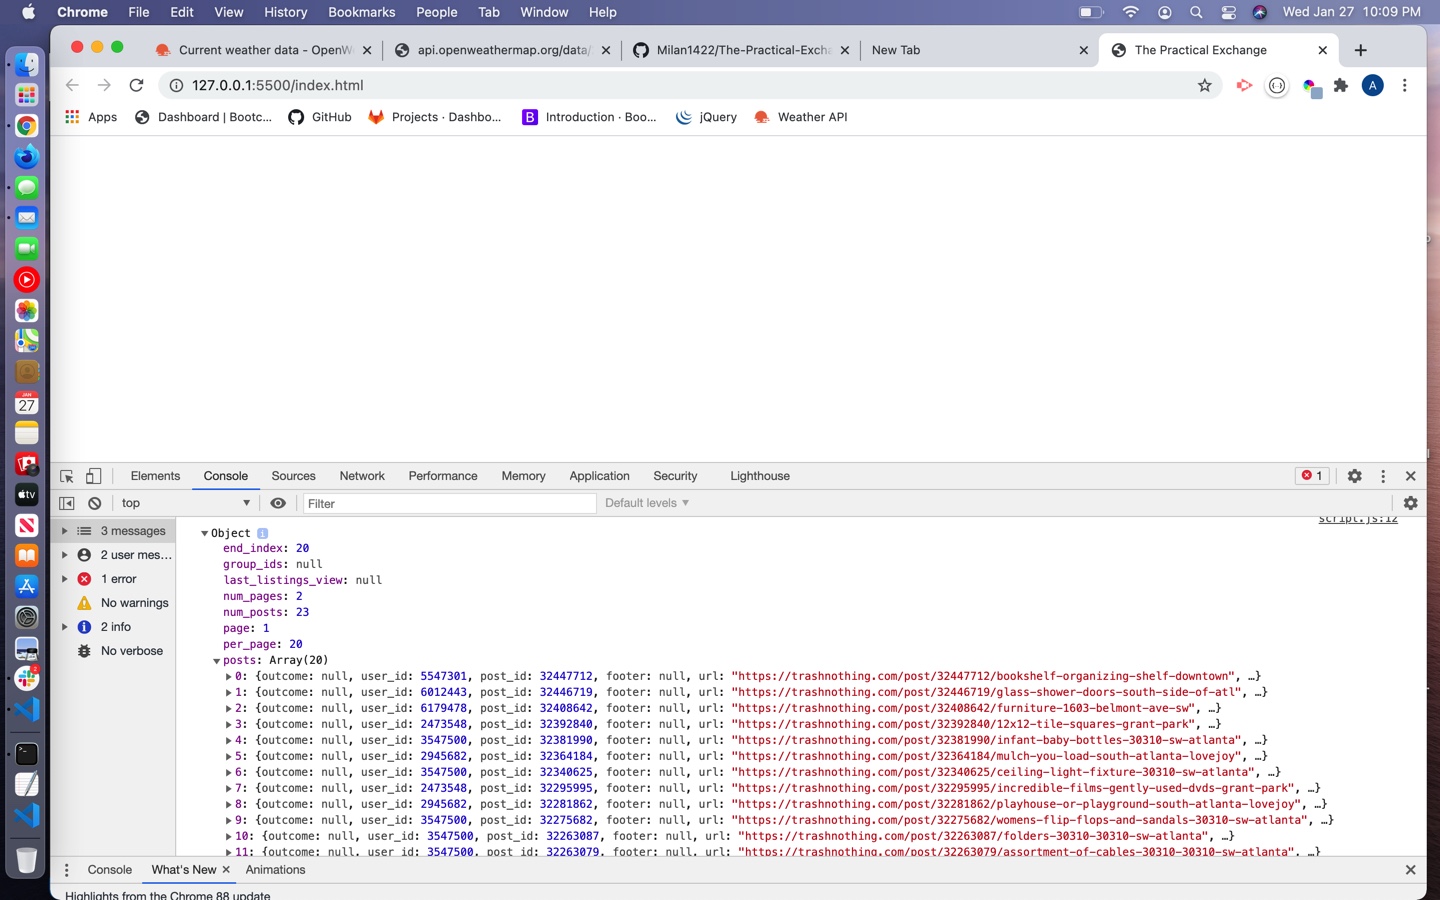 Chrome File Edit View History Bookmarks People Tab Window Help Wed Jan 27 10:09 PM
Current weather data - OpenW api.openweathermap.org/data/ Milan1422/The-Practical-Excha New Tab The Practical Exchange
127.0.0.1:5500/index.html A
Apps Dashboard | Bootc... GitHub Projects · Dashbo... B Introduction · Boo... jQuery Weather API
JAN
27
tv
2
Elements Console Sources Network Performance Memory Application Security Lighthouse 1
top Filter Default levels
3 messages
2 user mes...
1 error
No warnings
2 info
No verbose
script.js:12
Object i
end_index: 20
group_ids: null
last_listings_view: null
num_pages: 2
num_posts: 23
page: 1
per_page: 20
posts: Array(20)
0: {outcome: null, user_id: 5547301, post_id: 32447712, footer: null, url: "https://trashnothing.com/post/32447712/bookshelf-organizing-shelf-downtown", …}
1: {outcome: null, user_id: 6012443, post_id: 32446719, footer: null, url: "https://trashnothing.com/post/32446719/glass-shower-doors-south-side-of-atl", …}
2: {outcome: null, user_id: 6179478, post_id: 32408642, footer: null, url: "https://trashnothing.com/post/32408642/furniture-1603-belmont-ave-sw", …}
3: {outcome: null, user_id: 2473548, post_id: 32392840, footer: null, url: "https://trashnothing.com/post/32392840/12x12-tile-squares-grant-park", …}
4: {outcome: null, user_id: 3547500, post_id: 32381990, footer: null, url: "https://trashnothing.com/post/32381990/infant-baby-bottles-30310-sw-atlanta", …}
5: {outcome: null, user_id: 2945682, post_id: 32364184, footer: null, url: "https://trashnothing.com/post/32364184/mulch-you-load-south-atlanta-lovejoy", …}
6: {outcome: null, user_id: 3547500, post_id: 32340625, footer: null, url: "https://trashnothing.com/post/32340625/ceiling-light-fixture-30310-sw-atlanta", …}
7: {outcome: null, user_id: 2473548, post_id: 32295995, footer: null, url: "https://trashnothing.com/post/32295995/incredible-films-gently-used-dvds-grant-park", …}
8: {outcome: null, user_id: 2945682, post_id: 32281862, footer: null, url: "https://trashnothing.com/post/32281862/playhouse-or-playground-south-atlanta-lovejoy", …}
9: {outcome: null, user_id: 3547500, post_id: 32275682, footer: null, url: "https://trashnothing.com/post/32275682/womens-flip-flops-and-sandals-30310-sw-atlanta", …}
10: {outcome: null, user_id: 3547500, post_id: 32263087, footer: null, url: "https://trashnothing.com/post/32263087/folders-30310-30310-sw-atlanta", …}
11: {outcome: null, user_id: 3547500, post_id: 32263079, footer: null, url: "https://trashnothing.com/post/32263079/assortment-of-cables-30310-30310-sw-atlanta", …}
Console What's New Animations
Highlights from the Chrome 88 update